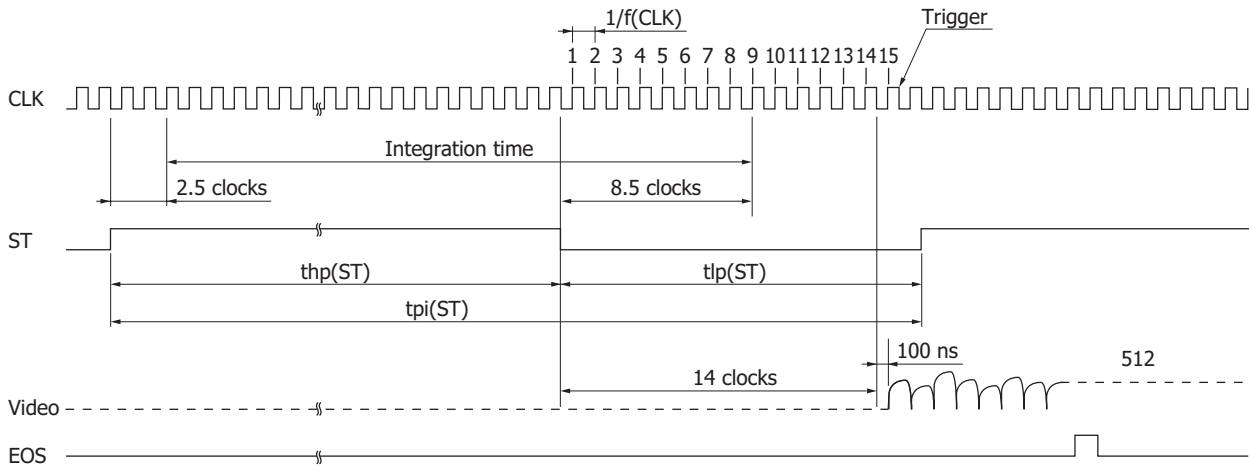 1/f(CLK)
Trigger
1 2 3 4 5 6 7 8 9 10 11 12 13 14 15
CLK
Integration time
2.5 clocks
8.5 clocks
ST
thp(ST)
tlp(ST)
tpi(ST)
100 ns
512
14 clocks
Video
EOS